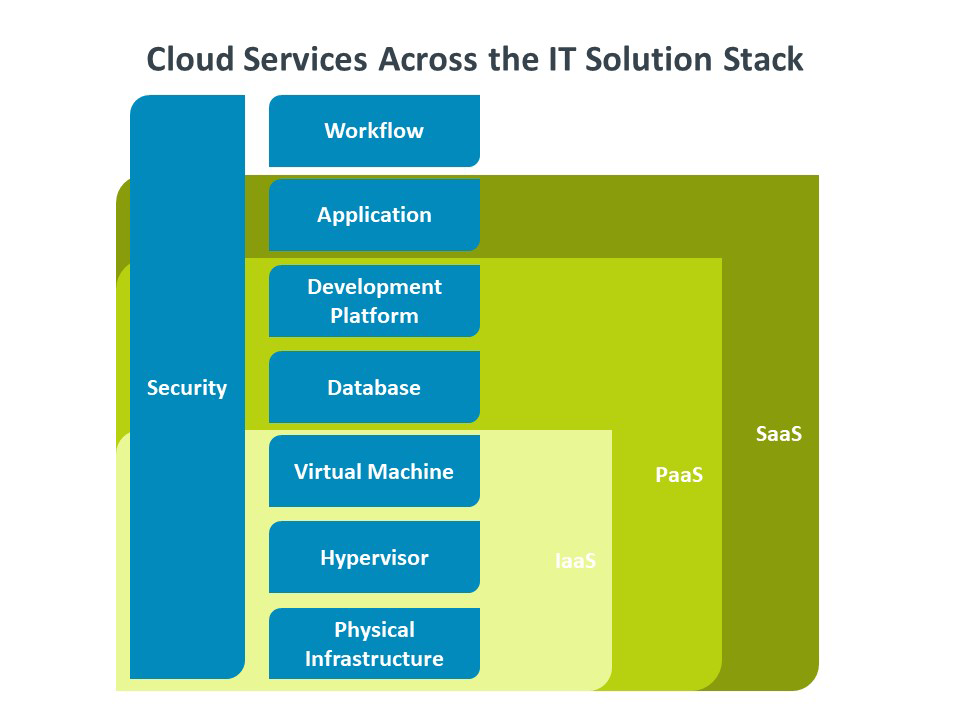 Cloud Services Across the IT Solution Stack
Workflow
Application
Development
Platform
Security
Database
SaaS
Virtual Machine
PaaS
Hypervisor
IaaS
Physical
Infrastructure